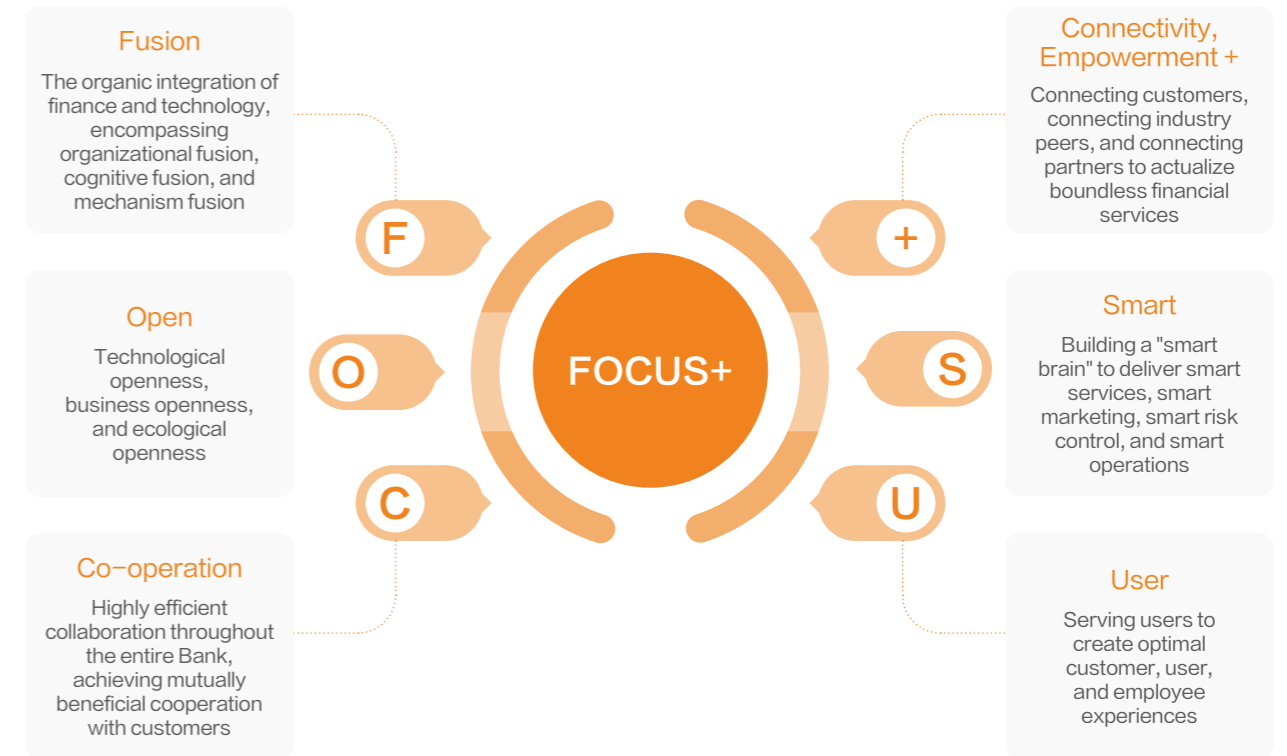 Fusion
The organic integration of
finance and technology,
encompassing
organizational fusion,
cognitive fusion, and
mechanism fusion
Open
Technological
openness,
business openness,
and ecological
openness
Co-operation
Highly efficient
collaboration throughout
the entire Bank,
achieving mutually
beneficial cooperation
with customers
F
O
C
FOCUS+
+
S
U
Connectivity,
Empowerment +
Connecting customers,
connecting industry
peers, and connecting
partners to actualize
boundless financial
services
Smart
Building a "smart
brain" to deliver smart
services, smart
marketing, smart risk
control, and smart
operations
User
Serving users to
create optimal
customer, user,
and employee
experiences